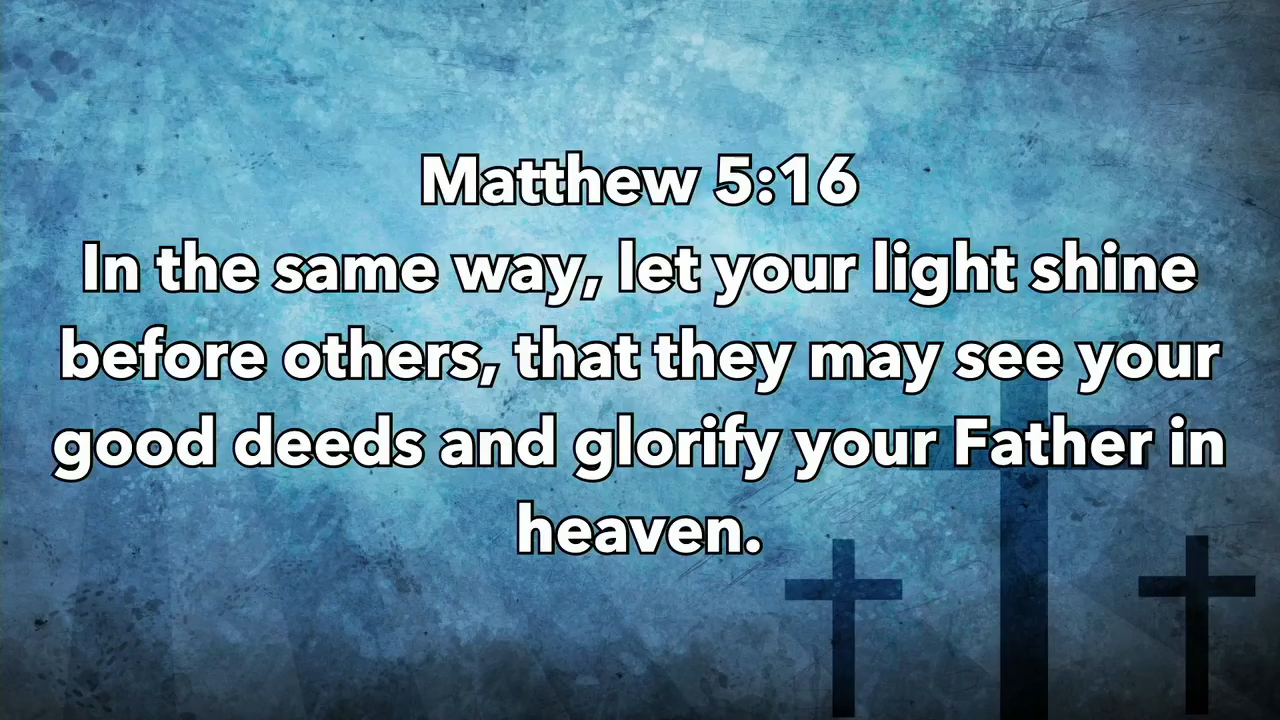 Matthew 5:16
In the same way, let your light shine
before others, that they may see your
good deeds and glorify your Father in
heaven.